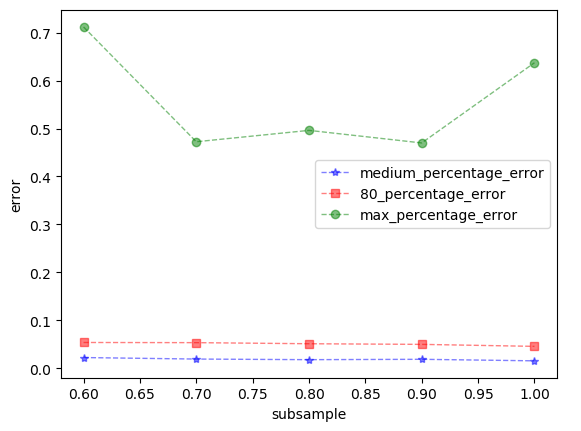 0.7
0.6
0.5
0.4
0.3
0.2
0.1
0.0
error
medium_percentage_error
80_percentage_error
max_percentage_error
0.60 0.65 0.70 0.75 0.80 0.85 0.90 0.95 1.00
subsample